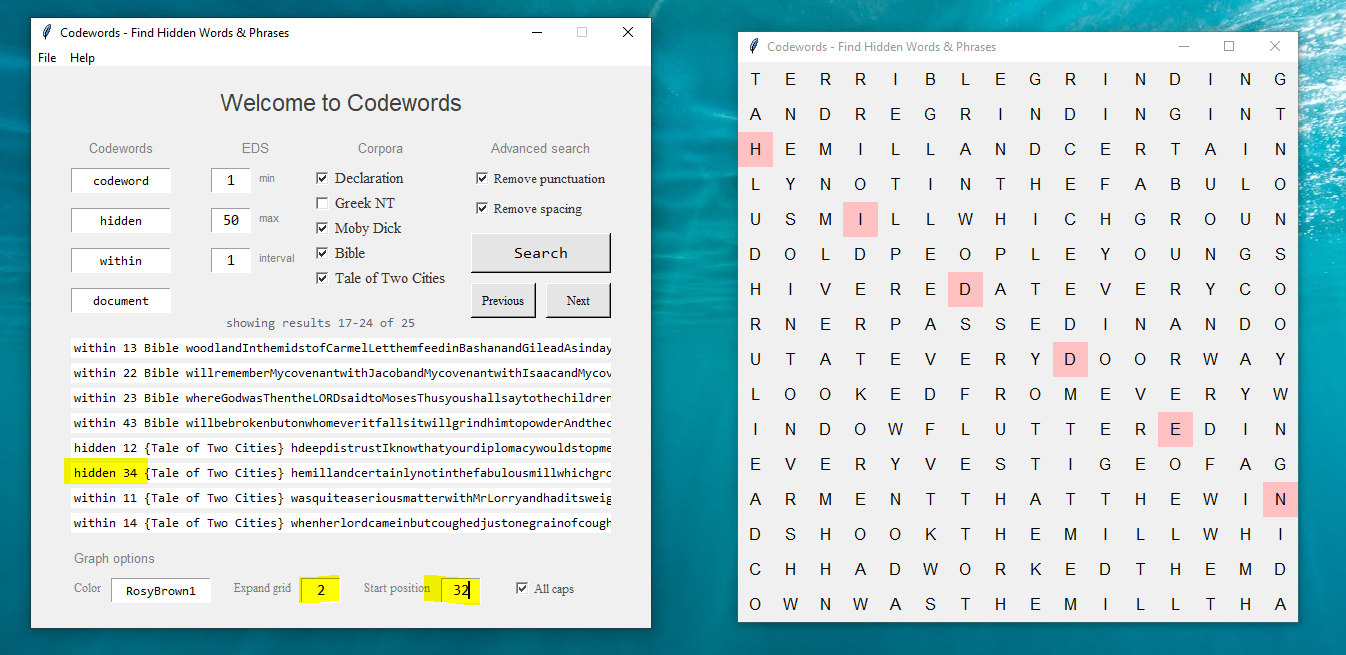 Codewords - Find Hidden Words & Phrases
File Help
Welcome to Codewords
Codewords EDS Corpora Advanced search
codeword 1 min Declaration Remove punctuation
Greek NT
hidden 50 max Moby Dick Remove spacing
within 1 interval Bible Search
Tale of Two Cities
document Previous Next
showing results 17-24 of 25
within 13 Bible woodlandInthemidstofCarmelLetthemfeedinBashanandGileadAsinday
within 22 Bible willrememberMycovenantwithJacobandMycovenantwithIsaacandMycov
within 23 Bible whereGodwasThentheLORDsaidtoMosesThusyoushallsaytothechildren
within 43 Bible willbebrokenbutonwhomeveritfallsitwillgrindhimtopowderAndthec
hidden 12 {Tale of Two Cities} hdeepdistrustIknowthatyourdiplomacywouldstopme
hidden 34 {Tale of Two Cities} hemillandcertainlynotinthefabulousmillwhichgro
within 11 {Tale of Two Cities} wasquiteaseriousmatterwithMrLorryandhaditsweig
within 14 {Tale of Two Cities} whenherlordcameinbutcoughedjustonegrainofcough
Graph options
Color RosyBrown1 Expand grid 2 Start position 32 All caps
Codewords - Find Hidden Words & Phrases
T E R R I B L E G R I N D I N G
A N D R E G R I N D I N G I N T
H E M I L L A N D C E R T A I N
L Y N O T I N T H E F A B U L O
U S M I L L W H I C H G R O U N
D O L D P E O P L E Y O U N G S
H I V E R E D A T E V E R Y C O
R N E R P A S S E D I N A N D O
U T A T E V E R Y D O O R W A Y
L O O K E D F R O M E V E R Y W
I N D O W F L U T T E R E D I N
E V E R Y V E S T I G E O F A G
A R M E N T T H A T T H E W I N
D S H O O K T H E M I L L W H I
C H H A D W O R K E D T H E M D
O W N W A S T H E M I L L T H A